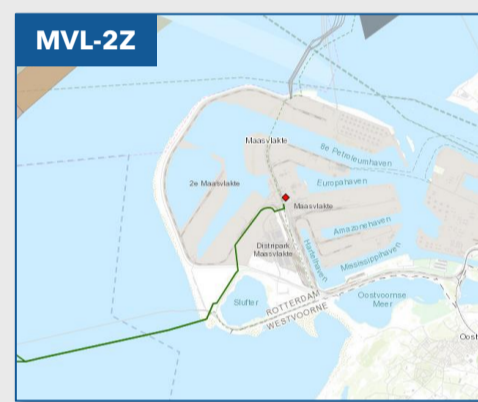 MVL-2Z
Maasvlakte
8e Petroleumhaven
2e Maasvlakte
Europahaven
Maasvlakte
Amazonehaven
Distripark
Maasvlakte
Hartelhaven
Mississippihaven
Slufter
ROTTERDAM
WESTVOORNE
Oostvoornse
Meer
Oost